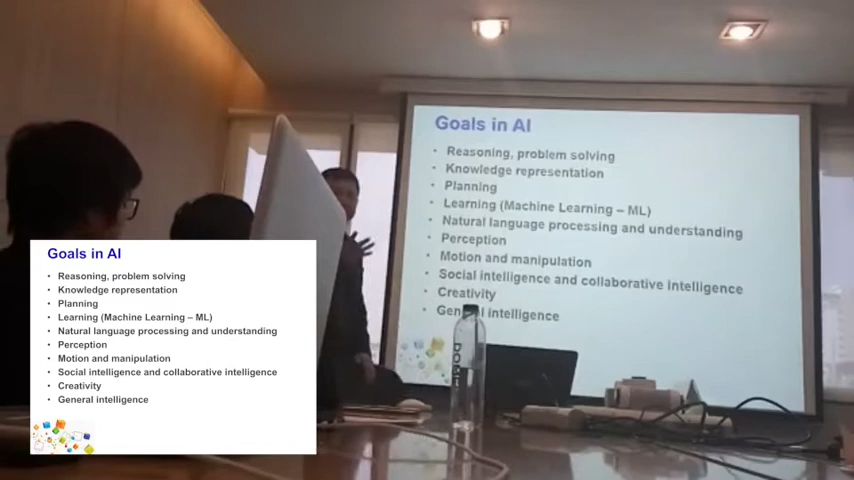 Goals in AI
• Reasoning, problem solving
• Knowledge representation
• Planning
• Learning (Machine Learning – ML)
• Natural language processing and understanding
• Perception
• Motion and manipulation
• Social intelligence and collaborative intelligence
• Creativity
• General intelligence
DOME
Goals in AI
• Reasoning, problem solving
• Knowledge representation
• Planning
• Learning (Machine Learning – ML)
• Natural language processing and understanding
• Perception
• Motion and manipulation
• Social intelligence and collaborative intelligence
• Creativity
• General intelligence